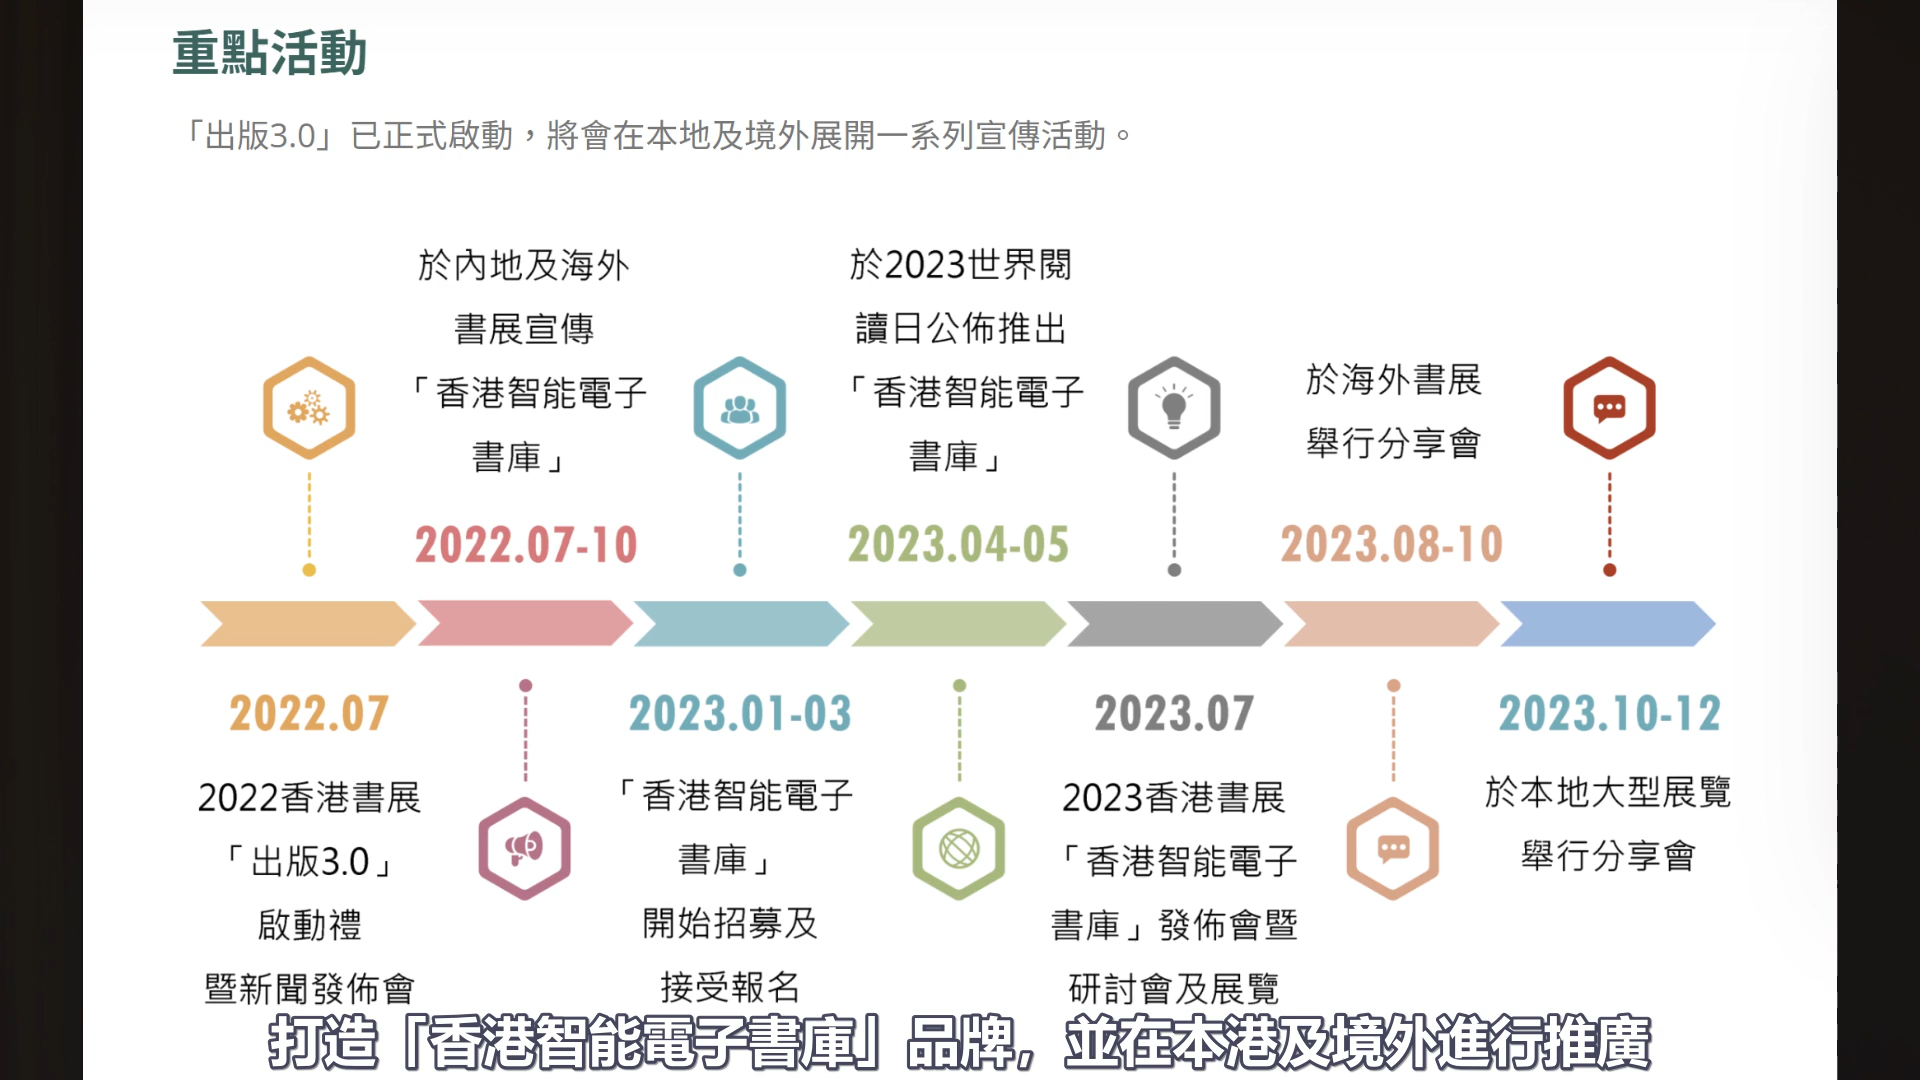 重點活動
「出版3.0」已正式啟動，將會在本地及境外展開一系列宣傳活動。
於內地及海外
書展宣傳
「香港智能電子
書庫」
2022.07-10
於2023世界閱
讀日公佈推出
「香港智能電子
書庫」
2023.04-05
於海外書展
舉行分享會
2023.08-10
2022.07
2022香港書展
「出版3.0」
啟動禮
暨新聞發佈會
2023.01-03
「香港智能電子
書庫」
開始招募及
接受報名
2023.07
2023香港書展
「香港智能電子
書庫」發佈會暨
研討會及展覽
2023.10-12
於本地大型展覽
舉行分享會
打造「香港智能電子書庫」品牌，並在本港及境外進行推廣